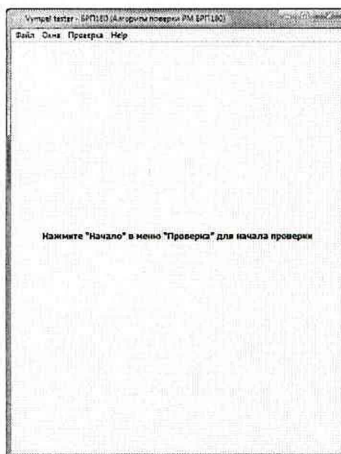 Vympel tester - БРП180 (Алгоритм поверки РМ БРП180)
Файл Окна Проверка Help
Нажмите "Начало" в меню "Проверка" для начала проверки